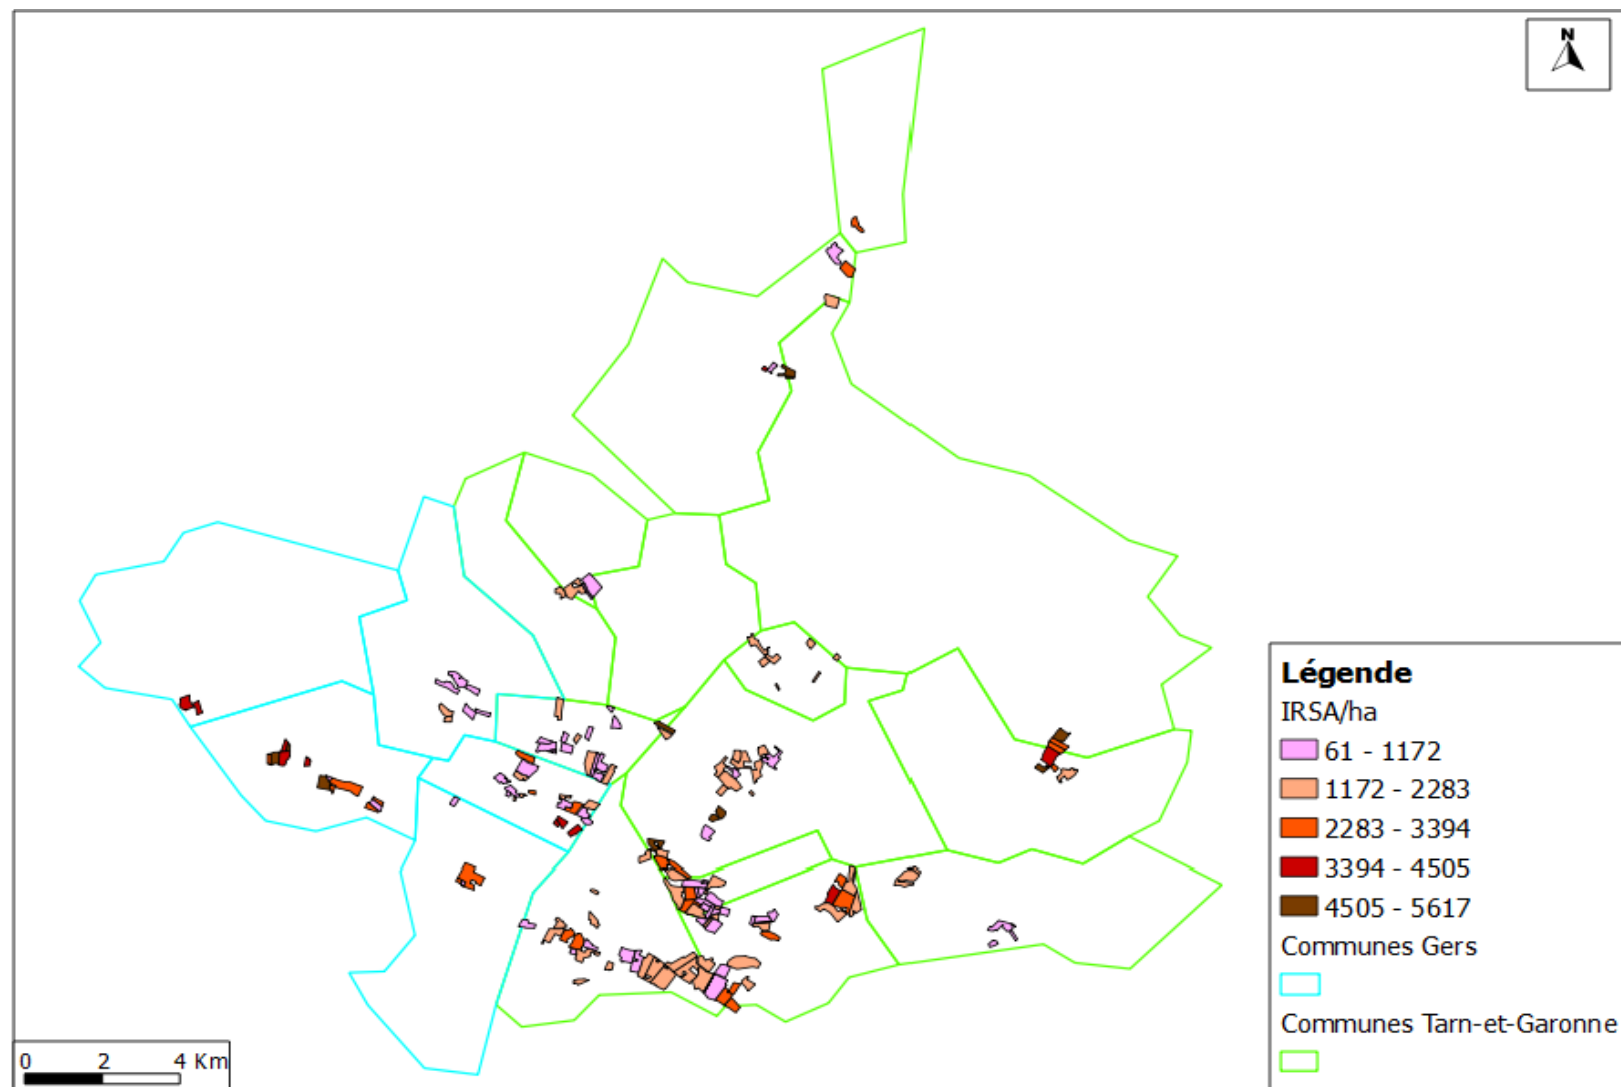 N
Légende
IRSA/ha
61 - 1172
1172 - 2283
2283 - 3394
3394 - 4505
4505 - 5617
Communes Gers
Communes Tarn-et-Garonne
0 2 4 Km